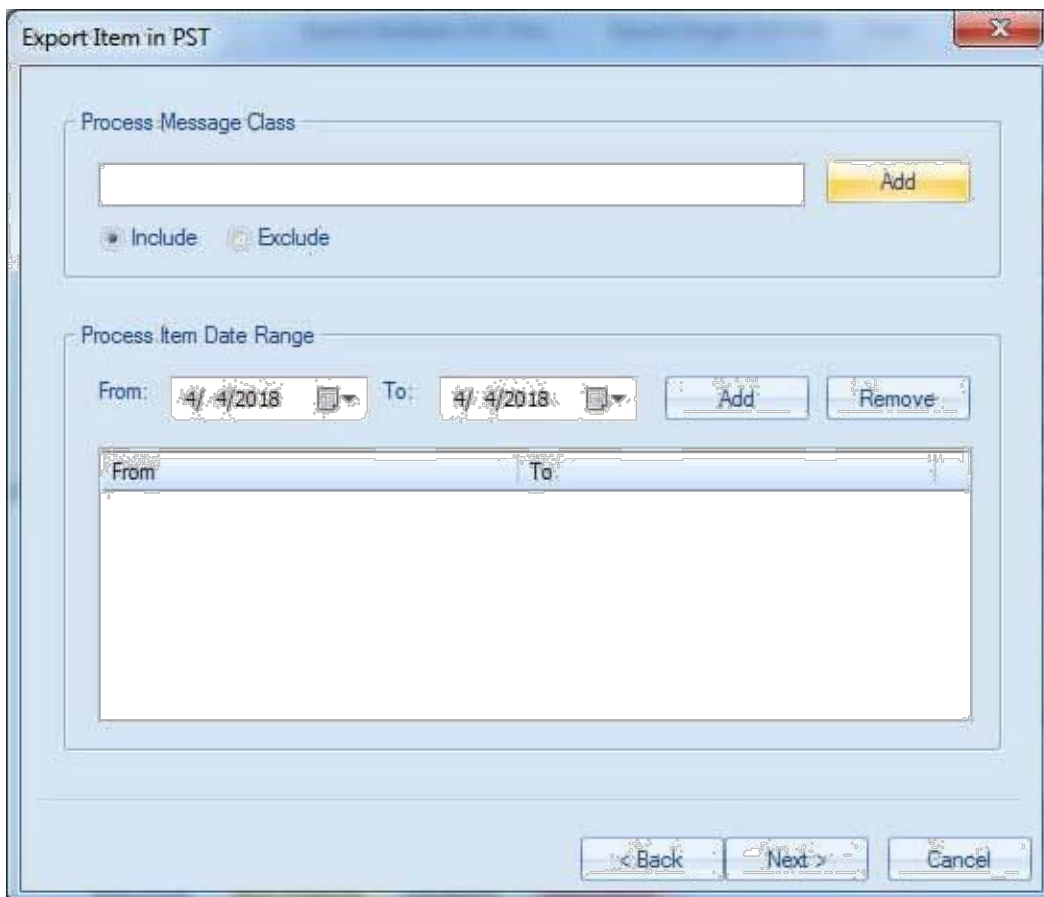 Export Item in PST
Process Message Class
Add
Include Exclude
Process Item Date Range
From: 4/ 4/2018 To: 4/ 4/2018 Add Remove
From To
< Back Next > Cancel